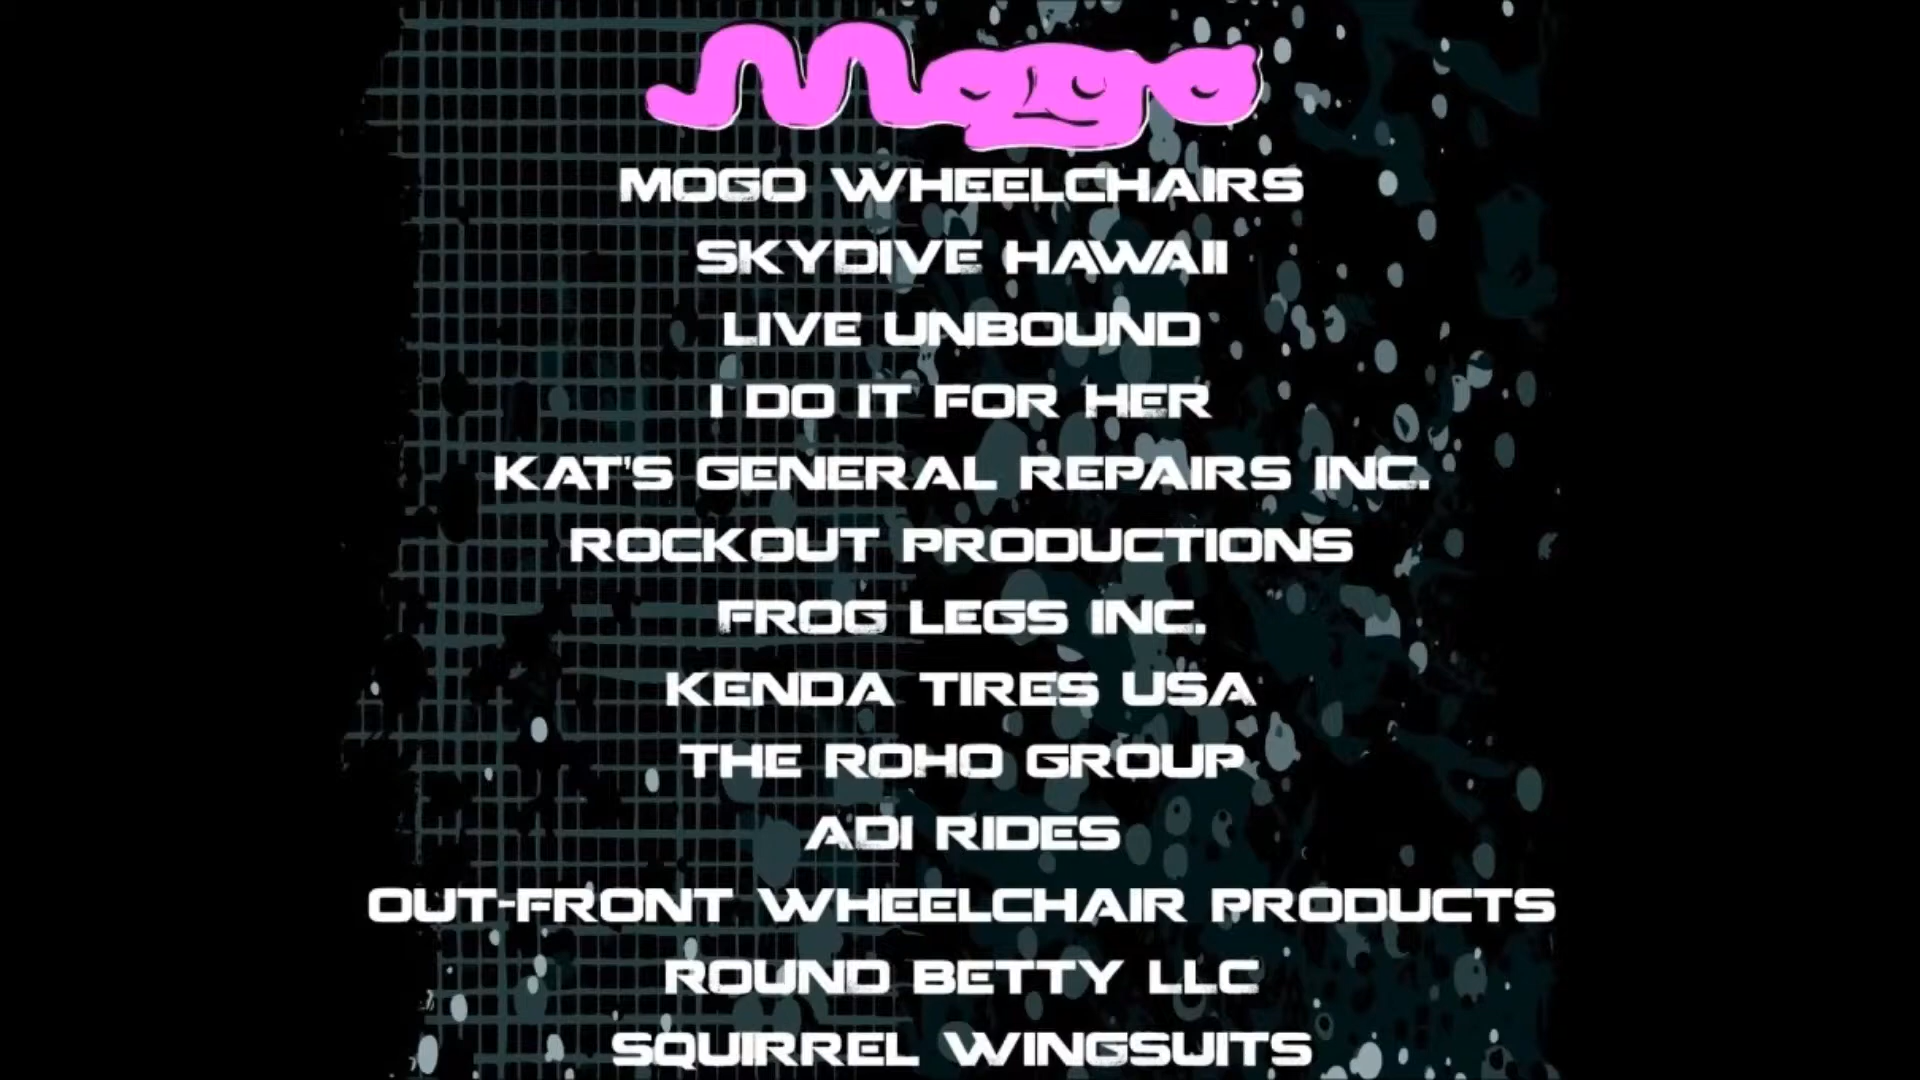 Mogo
MOGO WHEELCHAIRS
SKYDIVE HAWAII
LIVE UNBOUND
I DO IT FOR HER
KAT'S GENERAL REPAIRS INC.
ROCKOUT PRODUCTIONS
FROG LEGS INC.
KENDA TIRES USA
THE ROHO GROUP
ADI RIDES
OUT-FRONT WHEELCHAIR PRODUCTS
ROUND BETTY LLC
SQUIRREL WINGSUITS